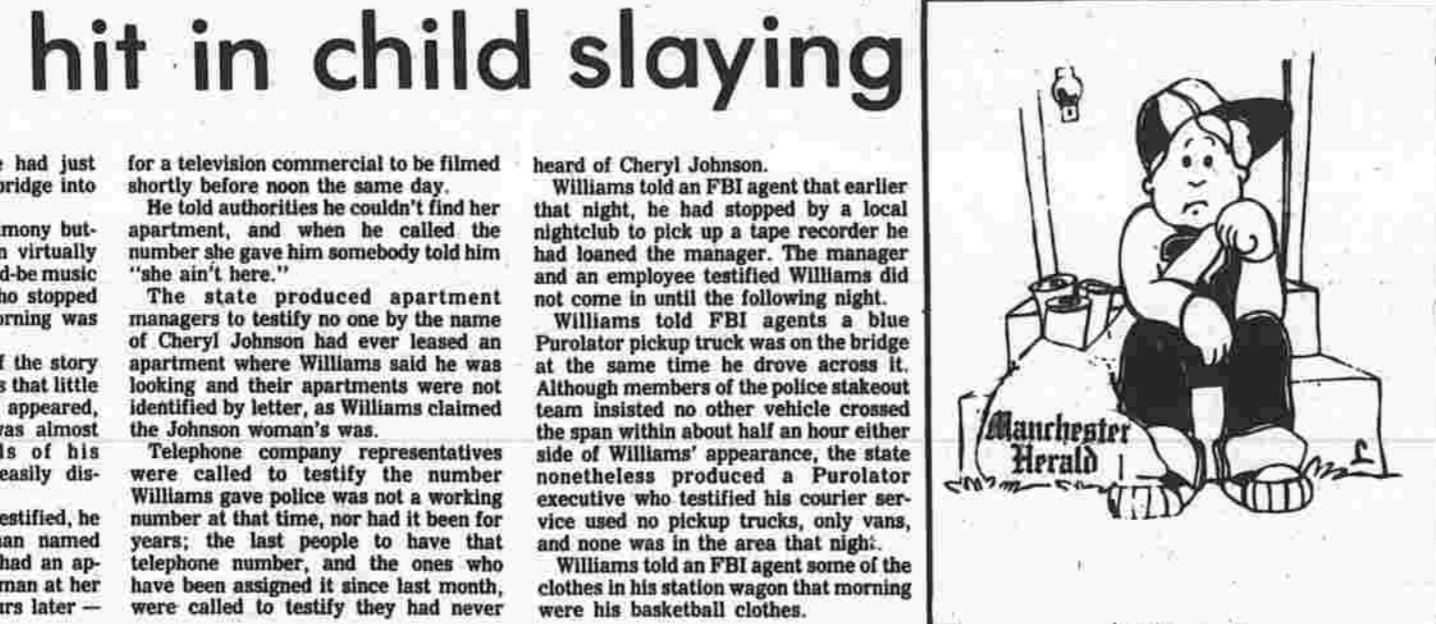 hit in child slaying
had just
bridge into
mony but-
virtually
d-be music
ho stopped
orning was
f the story
s that little
appeared,
was almost
ls of his
easily dis-
estified, he
an named
had an ap-
man at her
urs later —
for a television commercial to be filmed
shortly before noon the same day.
He told authorities he couldn't find her
apartment, and when he called the
number she gave him somebody told him
"she ain't here."
The state produced apartment
managers to testify no one by the name
of Cheryl Johnson had ever leased an
apartment where Williams said he was
looking and their apartments were not
identified by letter, as Williams claimed
the Johnson woman's was.
Telephone company representatives
were called to testify the number
Williams gave police was not a working
number at that time, nor had it been for
years; the last people to have that
telephone number, and the ones who
have been assigned it since last month,
were called to testify they had never
heard of Cheryl Johnson.
Williams told an FBI agent that earlier
that night, he had stopped by a local
nightclub to pick up a tape recorder he
had loaned the manager. The manager
and an employee testified Williams did
not come in until the following night.
Williams told FBI agents a blue
Purolator pickup truck was on the bridge
at the same time he drove across it.
Although members of the police stakeout
team insisted no other vehicle crossed
the span within about half an hour either
side of Williams' appearance, the state
nonetheless produced a Purolator
executive who testified his courier ser-
vice used no pickup trucks, only vans,
and none was in the area that night.
Williams told an FBI agent some of the
clothes in his station wagon that morning
were his basketball clothes.
Manchester
Herald